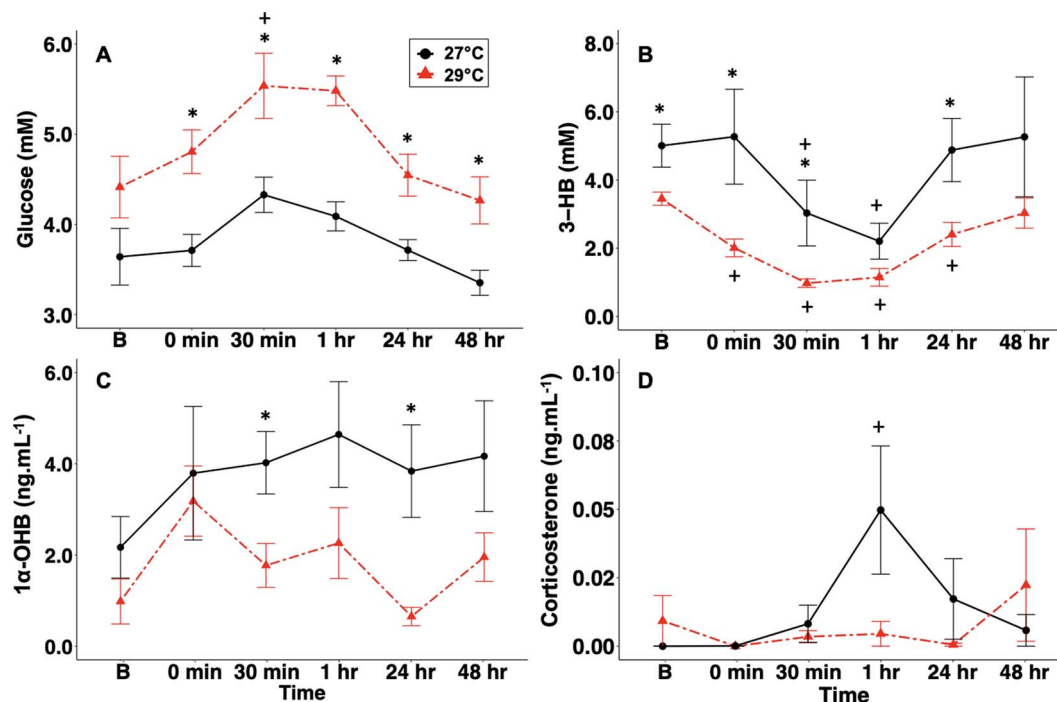 A
+
*
*
*
*
*
27°C
29°C
6.0
5.0
4.0
3.0
Glucose (mM)
B 0 min 30 min 1 hr 24 hr 48 hr
B
*
*
+
*
+
*
+
+
+
+
8.0
6.0
4.0
2.0
0.0
3–HB (mM)
B 0 min 30 min 1 hr 24 hr 48 hr
C
*
*
6.0
4.0
2.0
0.0
1α-OHB (ng.mL-1)
B 0 min 30 min 1 hr 24 hr 48 hr
Time
D
+
0.10
0.08
0.05
0.02
0.00
Corticosterone (ng.mL-1)
B 0 min 30 min 1 hr 24 hr 48 hr
Time